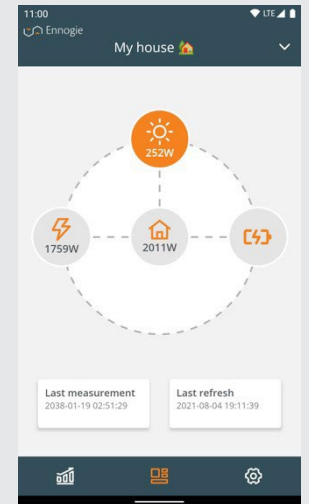 11:00
LTE
Ennogie
My house
252W
1759W
2011W
Last measurement
2038-01-19 02:51:29
Last refresh
2021-08-04 19:11:39